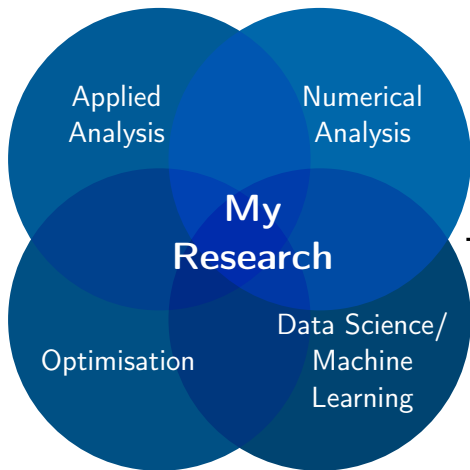 Applied
Analysis
Numerical
Analysis
My
Research
Optimisation
Data Science/
Machine
Learning